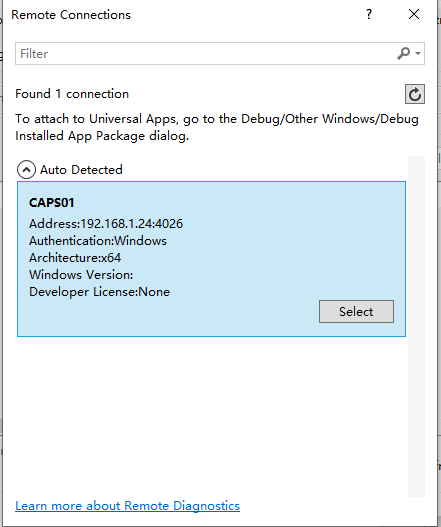 Remote Connections
?
Filter
Found 1 connection
To attach to Universal Apps, go to the Debug/Other Windows/Debug
Installed App Package dialog.
Auto Detected
CAPS01
Address:192.168.1.24:4026
Authentication:Windows
Architecture:x64
Windows Version:
Developer License:None
Select
Learn more about Remote Diagnostics